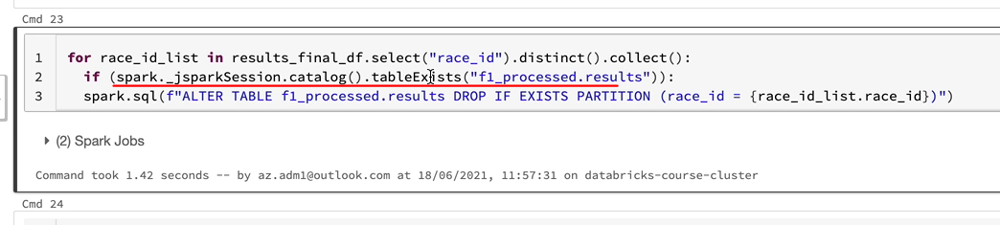 Cmd 23
1 for race_id_list in results_final_df.select("race_id").distinct().collect():
2 if (spark._jsparkSession.catalog().tableExists("f1_processed.results")):
3 spark.sql(f"ALTER TABLE f1_processed.results DROP IF EXISTS PARTITION (race_id = {race_id_list.race_id})")
(2) Spark Jobs
Command took 1.42 seconds -- by az.adm1@outlook.com at 18/06/2021, 11:57:31 on databricks-course-cluster
Cmd 24